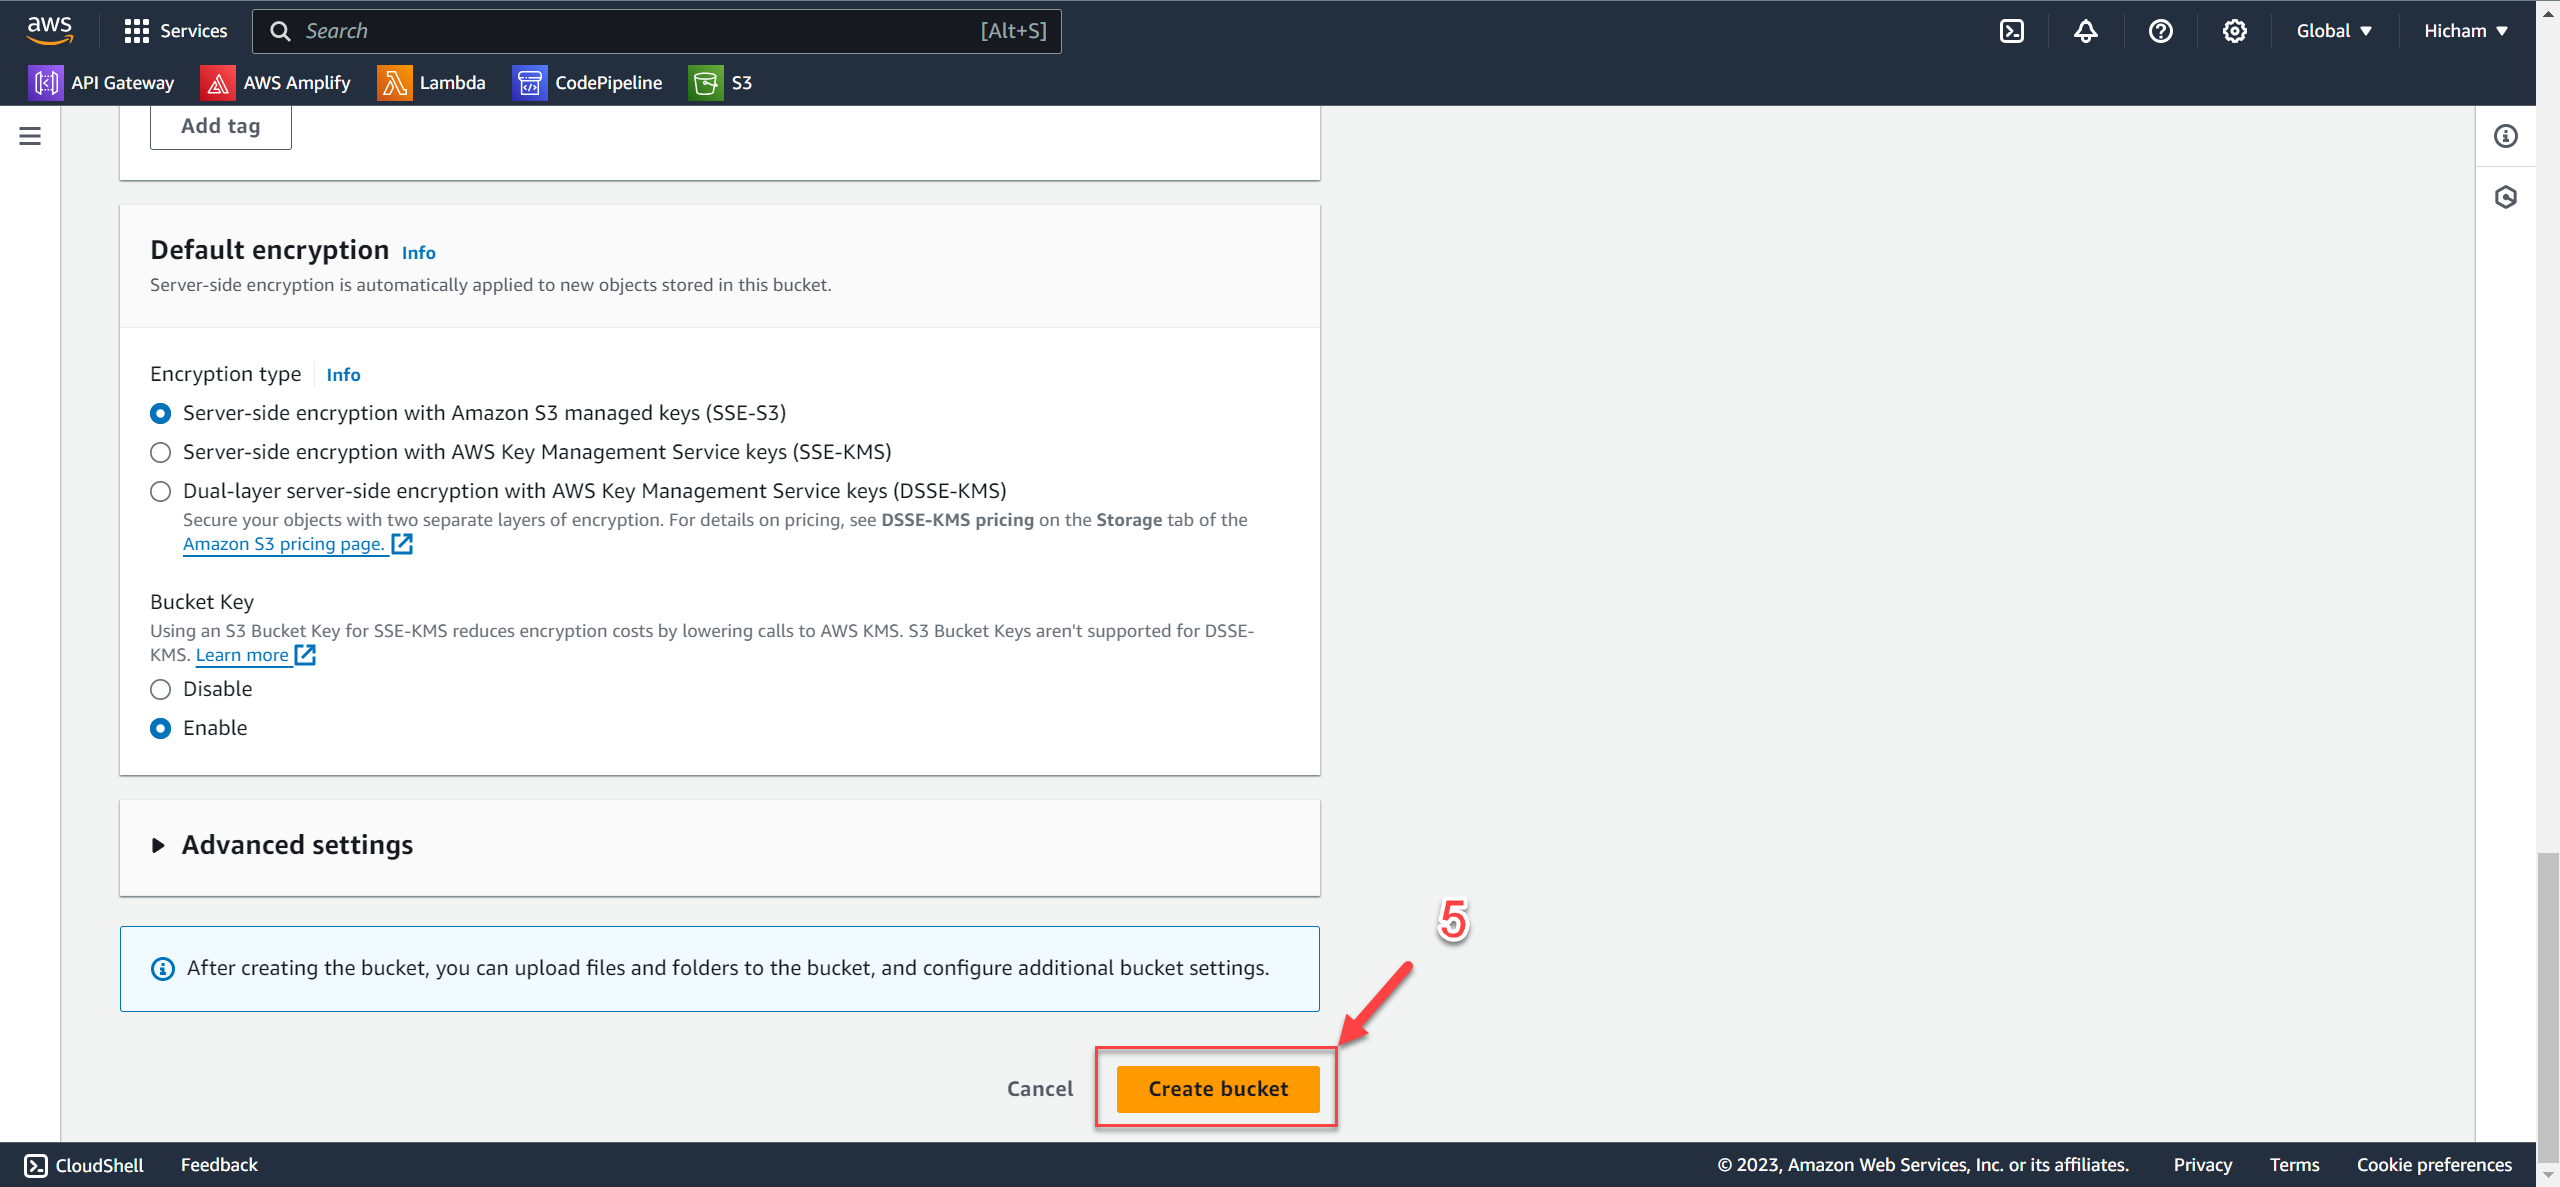 aws
Services
Search
[Alt+S]
Global
Hicham
API Gateway
AWS Amplify
Lambda
CodePipeline
S3
Add tag
Default encryption Info
Server-side encryption is automatically applied to new objects stored in this bucket.
Encryption type Info
Server-side encryption with Amazon S3 managed keys (SSE-S3)
Server-side encryption with AWS Key Management Service keys (SSE-KMS)
Dual-layer server-side encryption with AWS Key Management Service keys (DSSE-KMS)
Secure your objects with two separate layers of encryption. For details on pricing, see DSSE-KMS pricing on the Storage tab of the
Amazon S3 pricing page.
Bucket Key
Using an S3 Bucket Key for SSE-KMS reduces encryption costs by lowering calls to AWS KMS. S3 Bucket Keys aren't supported for DSSE-
KMS. Learn more
Disable
Enable
Advanced settings
5
After creating the bucket, you can upload files and folders to the bucket, and configure additional bucket settings.
Cancel
Create bucket
CloudShell
Feedback
© 2023, Amazon Web Services, Inc. or its affiliates.
Privacy
Terms
Cookie preferences